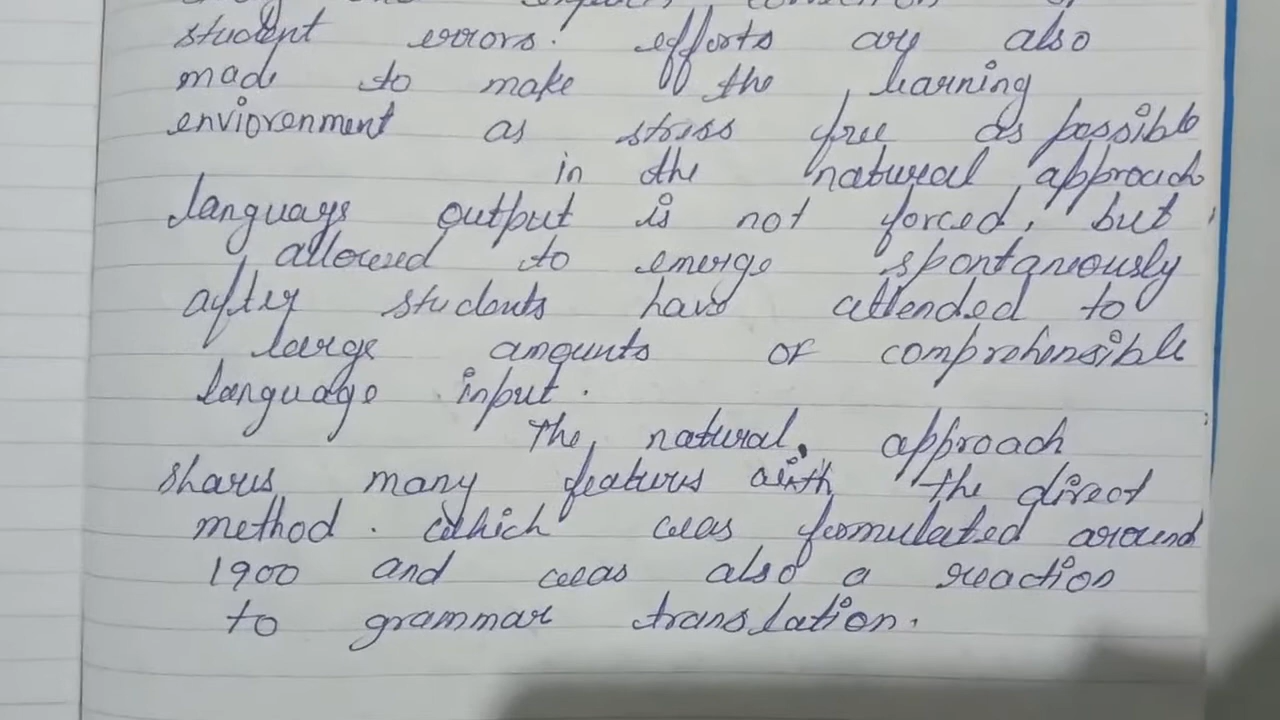 student errors. efforts are also
made to make the learning
enviorenment as stress free as possible
in the natural approach
language output is not forced, but
allowed to emerge spontaneously
after students have attended to
large amounts of comprehensible
language input.
The natural, approach
shares many features with the direct
method. which was formulated around
1900 and was also a reaction
to grammar translation.